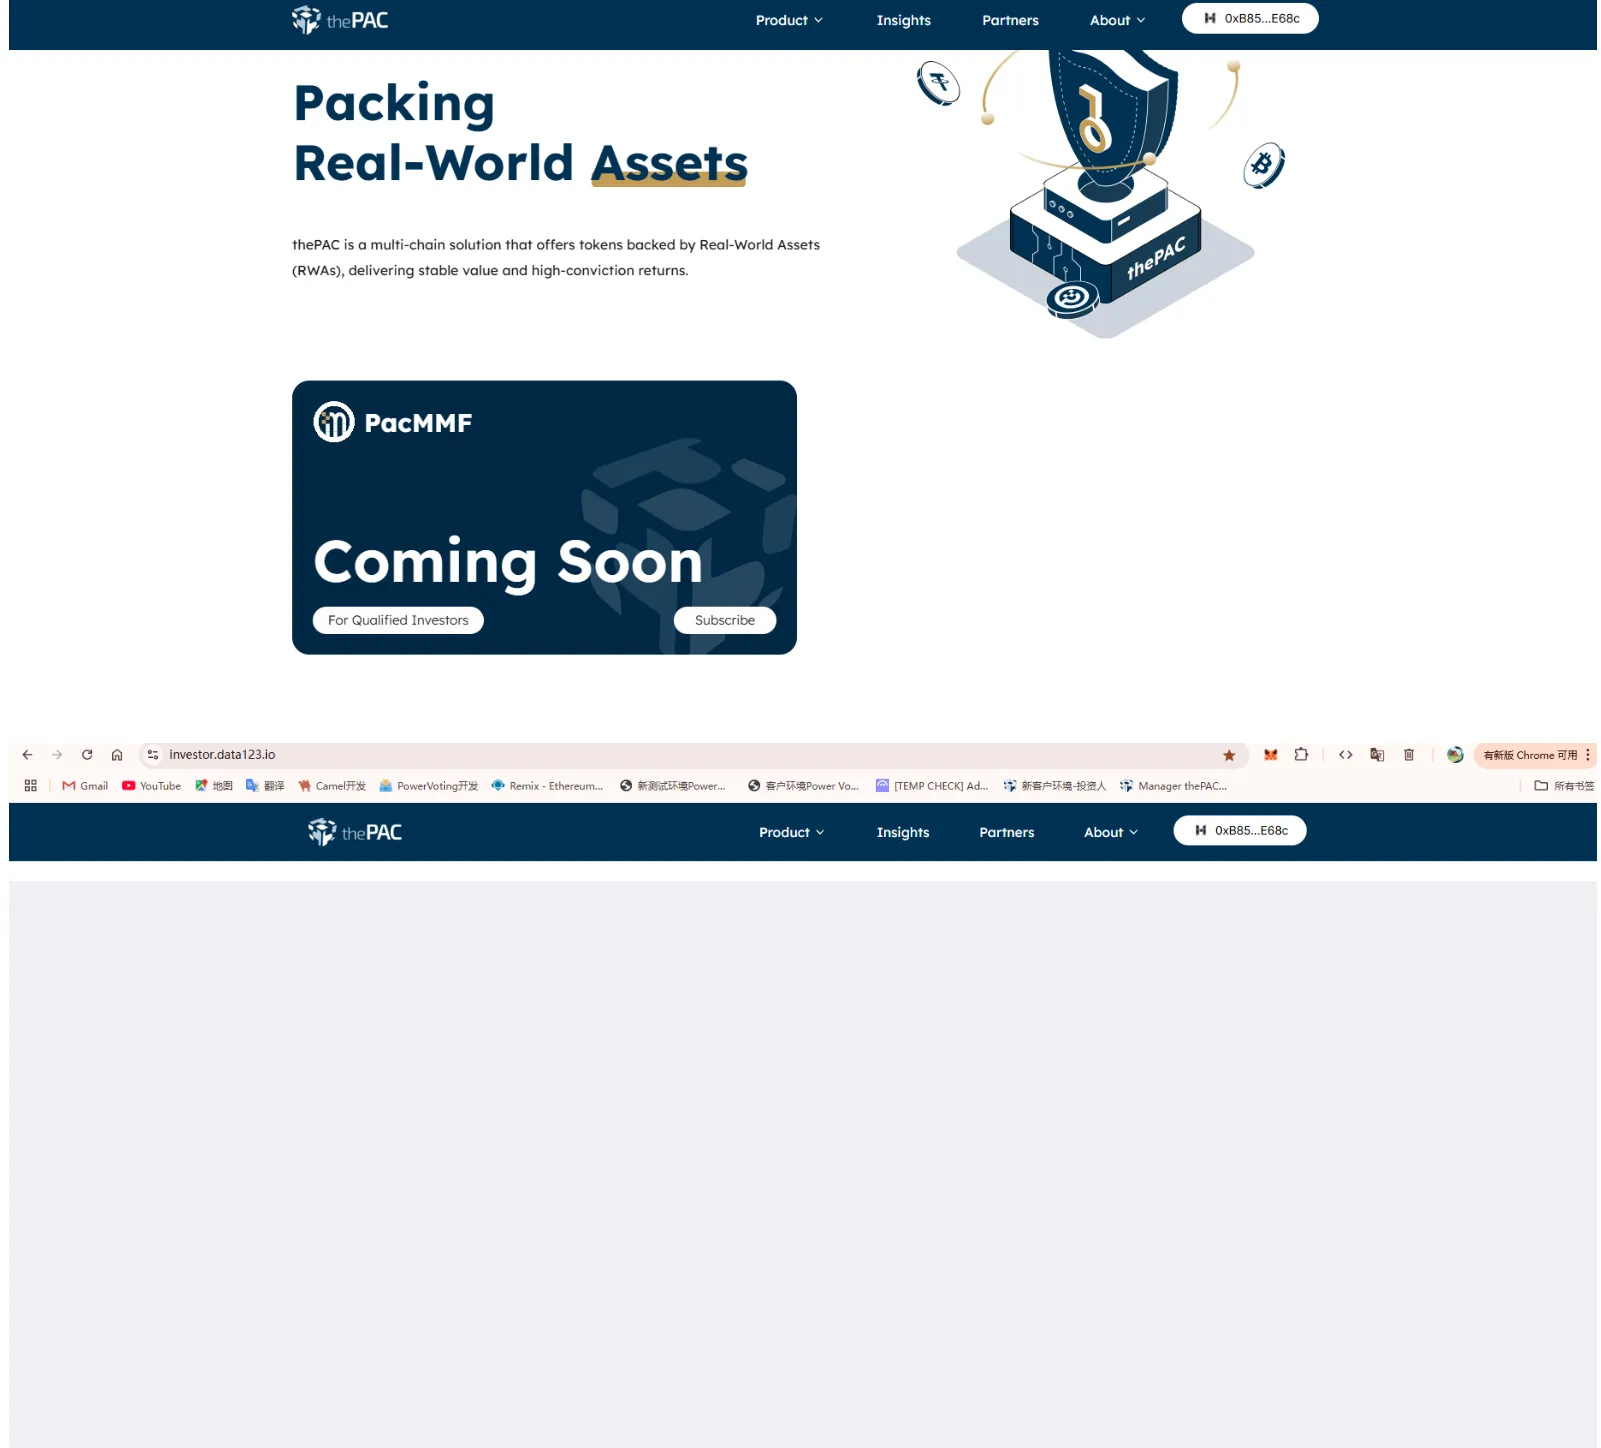 thePAC
Product
Insights
Partners
About
0xB85...E68c
Packing
Real-World Assets
thePAC is a multi-chain solution that offers tokens backed by Real-World Assets
(RWAs), delivering stable value and high-conviction returns.
thePAC
PacMMF
Coming Soon
For Qualified Investors
Subscribe
investor.data123.io
有新版 Chrome 可用
Gmail
YouTube
地图
翻译
Camel开发
PowerVoting开发
Remix - Ethereum...
新测试环境Power...
客户环境Power Vo...
[TEMP CHECK] Ad...
新客户环境-投资人
Manager thePAC...
所有书签
thePAC
Product
Insights
Partners
About
0xB85...E68c